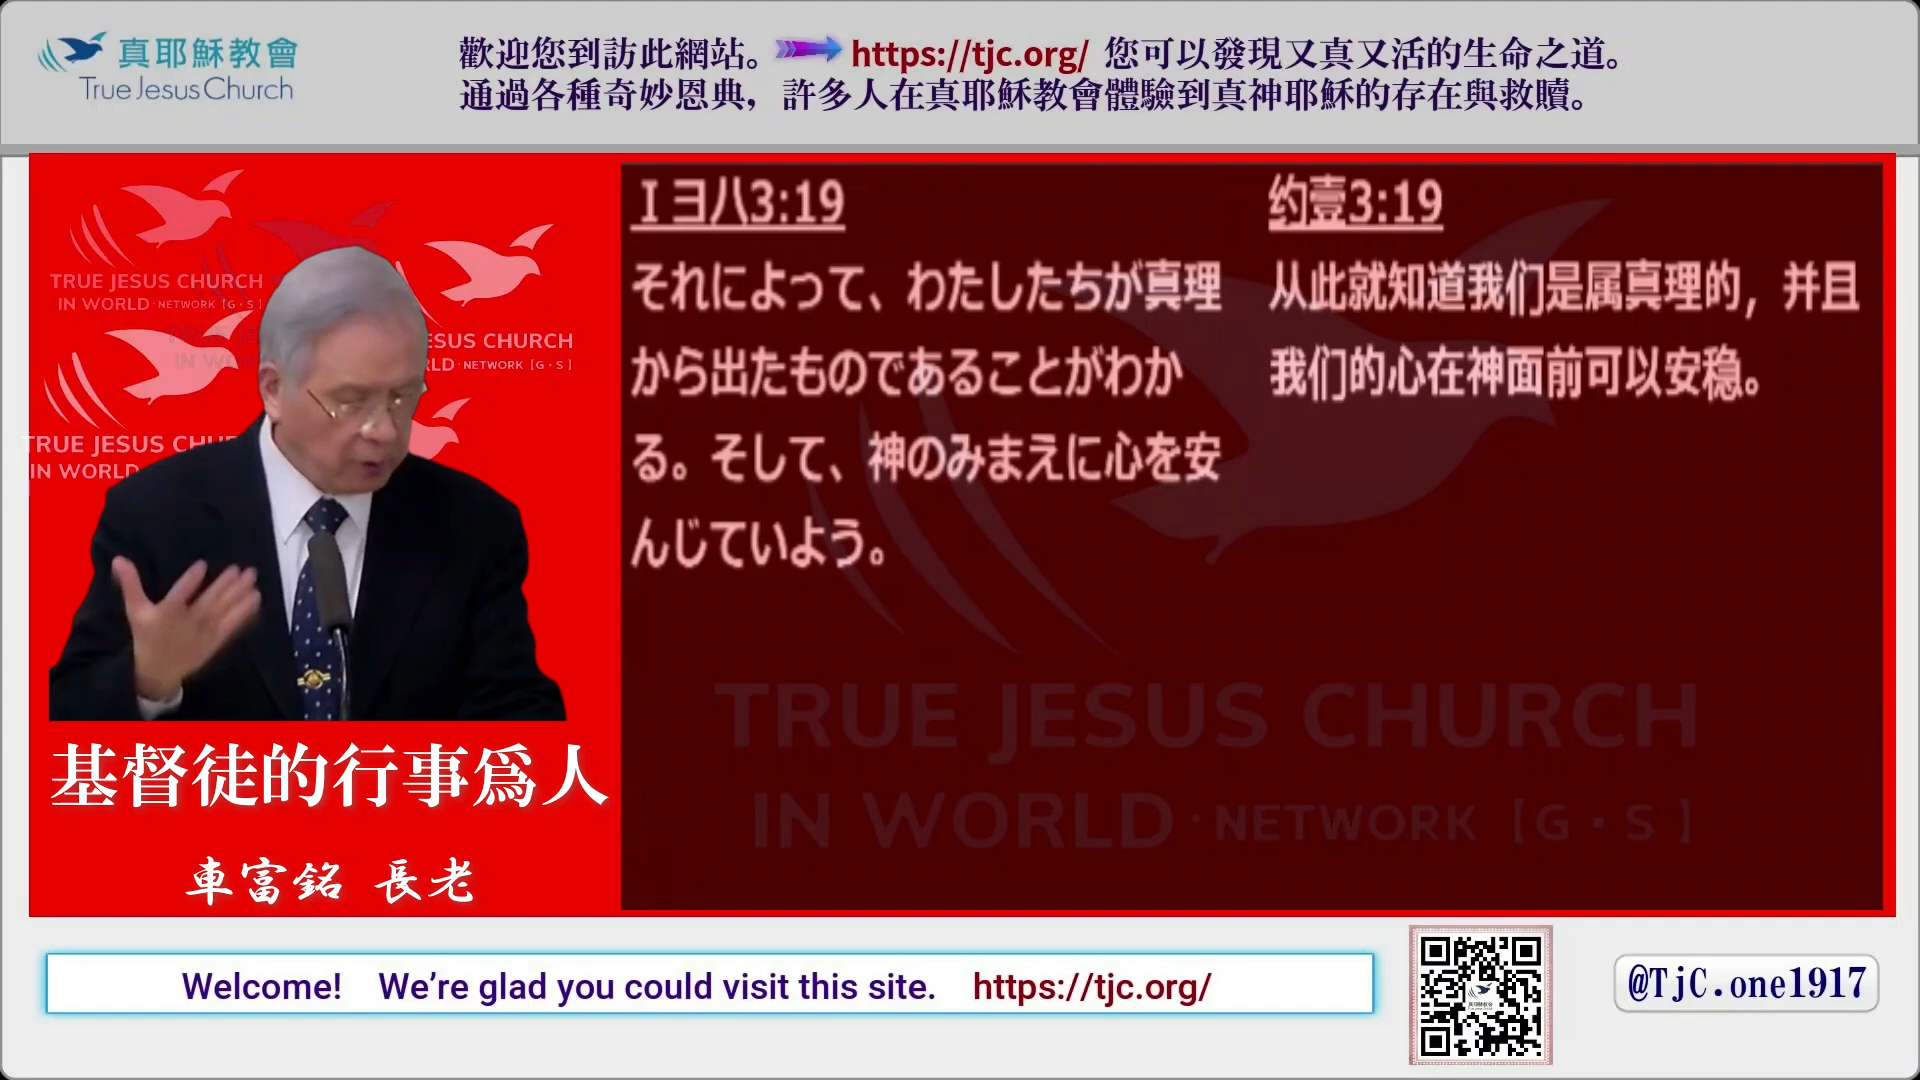 真耶穌教會
True Jesus Church
歡迎您到訪此網站。 https://tjc.org/ 您可以發現又真又活的生命之道。
通過各種奇妙恩典，許多人在真耶穌教會體驗到真神耶穌的存在與救贖。
TRUE JESUS CHURCH
IN WORLD·NETWORK [G·S]
ESUS CHURCH
RLD·NETWORK [G·S]
TRUE JESUS CHU
IN WORLD
Ⅰヨハ3:19
それによって、わたしたちが真理
から出たものであることがわか
る。そして、神のみまえに心を安
んじていよう。
约壹3:19
从此就知道我们是属真理的，并且
我们的心在神面前可以安稳。
TRUE JESUS CHURCH
IN WORLD·NETWORK [G·S]
基督徒的行事為人
車富銘 長老
Welcome! We’re glad you could visit this site. https://tjc.org/
@TjC.one1917